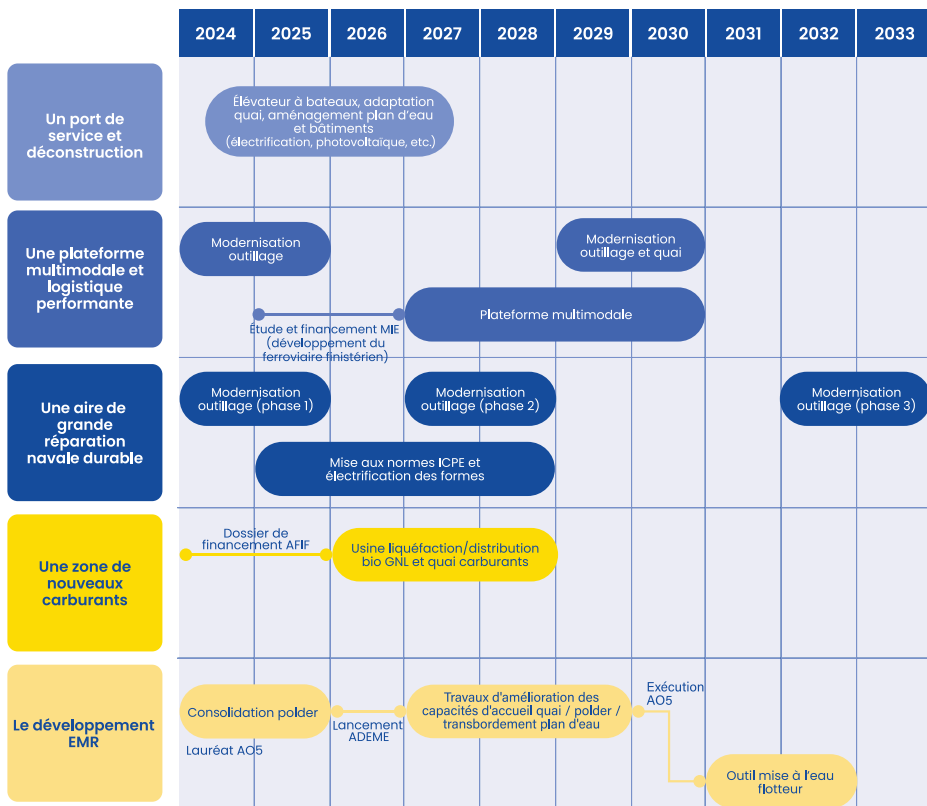 2024 2025 2026 2027 2028 2029 2030 2031 2032 2033
Un port de
service et
déconstruction
Élévateur à bateaux, adaptation
quai, aménagement plan d'eau
et bâtiments
(électrification, photovoltaïque, etc.)
Une plateforme
multimodale et
logistique
performante
Modernisation
outillage
Modernisation
outillage et quai
Étude et financement MIE
(développement du
ferroviaire finistérien)
Plateforme multimodale
Une aire de
grande
réparation
navale durable
Modernisation
outillage (phase 1)
Modernisation
outillage (phase 2)
Modernisation
outillage (phase 3)
Mise aux normes ICPE et
électrification des formes
Une zone de
nouveaux
carburants
Dossier de
financement AFIF
Usine liquéfaction/distribution
bio GNL et quai carburants
Le développement
EMR
Consolidation polder
Lauréat AO5
Lancement
ADEME
Travaux d'amélioration des
capacités d'accueil quai / polder /
transbordement plan d'eau
Exécution
AO5
Outil mise à l'eau
flotteur